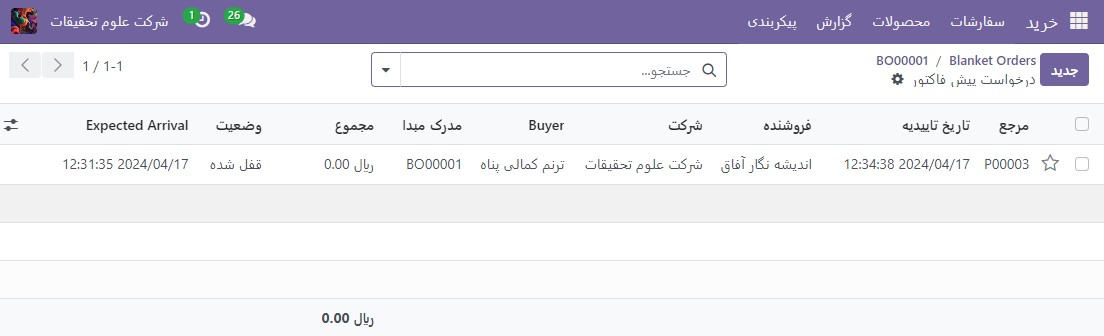 خرید سفارشات محصولات گزارش پیکربندی 26 1 شرکت علوم تحقیقات
جدید Blanket Orders / BO00001 جستجو... 1 / 1-1
درخواست پیش فاکتور
مرجع تاریخ تاییدیه فروشنده شرکت Buyer مدرک مبدا مجموع وضعیت Expected Arrival
P00003 12:34:38 2024/04/17 اندیشه نگار آفاق شرکت علوم تحقیقات ترنم کمالی پناه BO00001 ریال 0.00 قفل شده 12:31:35 2024/04/17
ریال 0.00